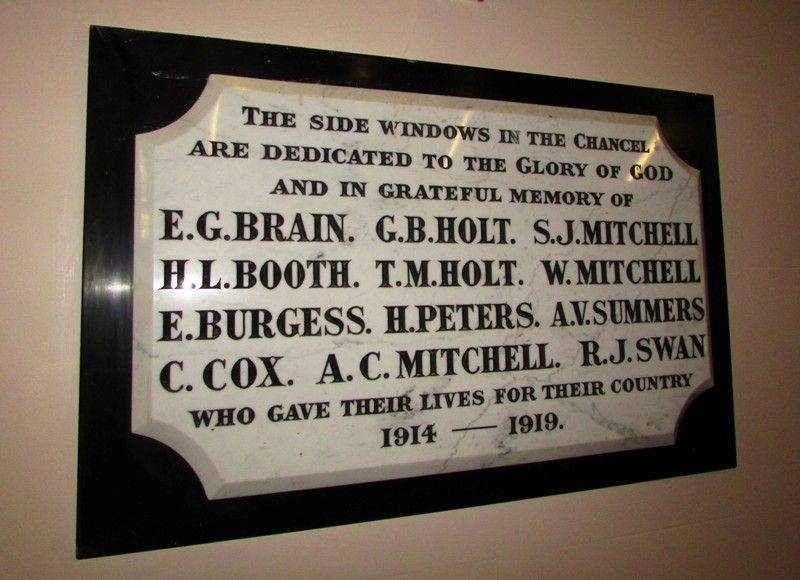 THE SIDE WINDOWS IN THE CHANCEL
ARE DEDICATED TO THE GLORY OF GOD
AND IN GRATEFUL MEMORY OF
E.G.BRAIN. G.B.HOLT. S.J.MITCHELL
H.L.BOOTH. T.M.HOLT. W.MITCHELL
E.BURGESS. H.PETERS. A.V.SUMMERS
C. COX. A.C.MITCHELL. R.J.SWAN
WHO GAVE THEIR LIVES FOR THEIR COUNTRY
1914 — 1919.